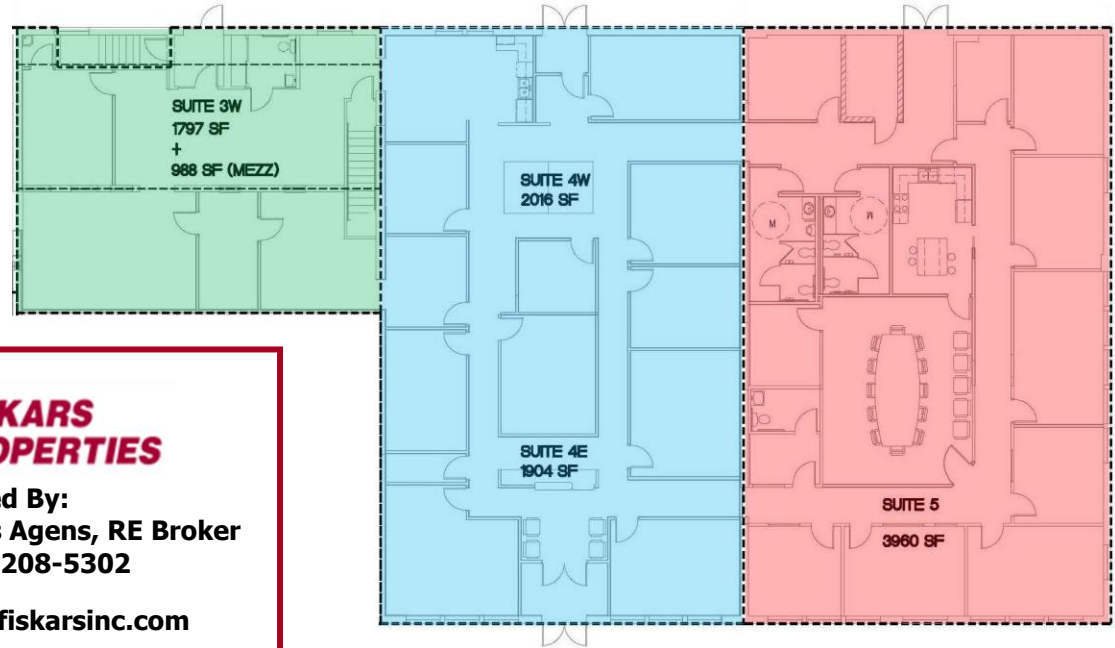 SUITE 3W
1797 SF
+
988 SF (MEZZ)
SUITE 4W
2016 SF
M
M
SUITE 4E
1904 SF
SUITE 5
3960 SF
KARS
OPERTIES
ed By:
s Agens, RE Broker
208-5302
fiskarsinc.com